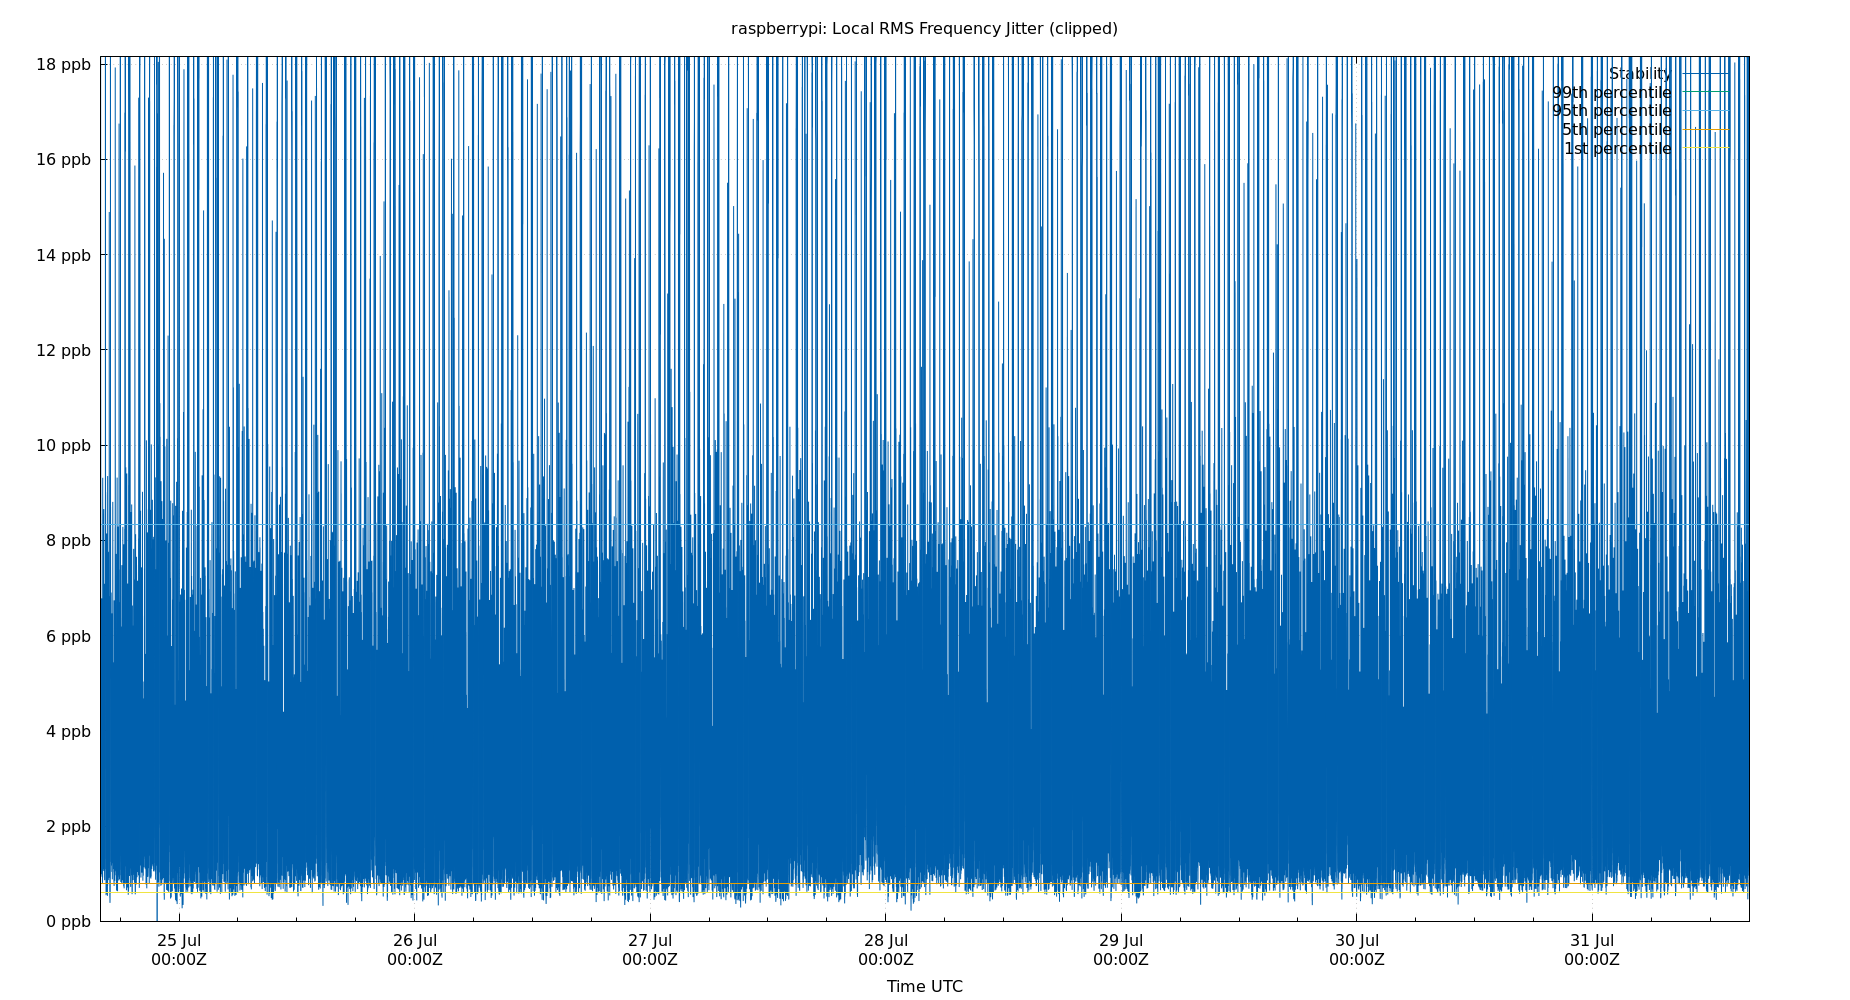 raspberrypi: Local RMS Frequency Jitter (clipped)
18 ppb
16 ppb
14 ppb
12 ppb
10 ppb
8 ppb
6 ppb
4 ppb
2 ppb
0 ppb
Stability
99th percentile
95th percentile
5th percentile
1st percentile
25 Jul 26 Jul 27 Jul 28 Jul 29 Jul 30 Jul 31 Jul
00:00Z 00:00Z 00:00Z 00:00Z 00:00Z 00:00Z 00:00Z
Time UTC